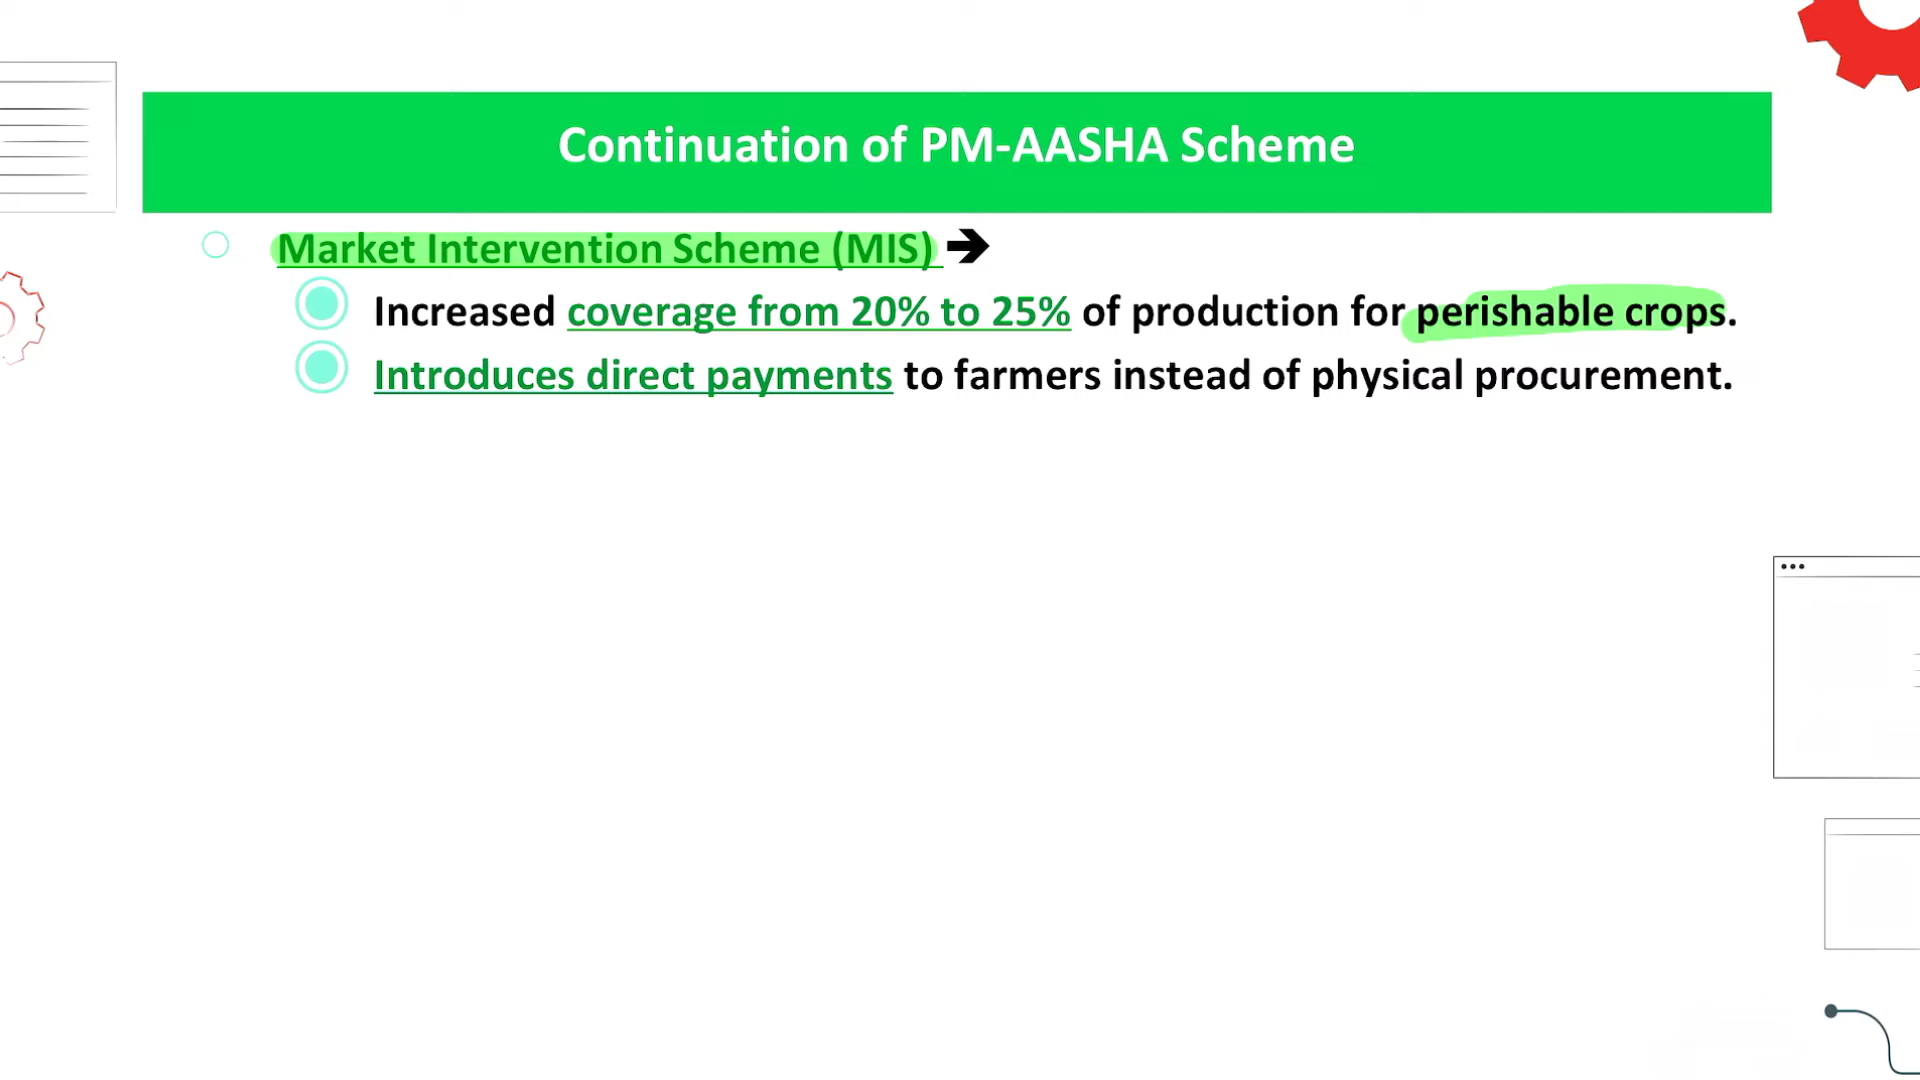 Continuation of PM-AASHA Scheme
Market Intervention Scheme (MIS) →
Increased coverage from 20% to 25% of production for perishable crops.
Introduces direct payments to farmers instead of physical procurement.